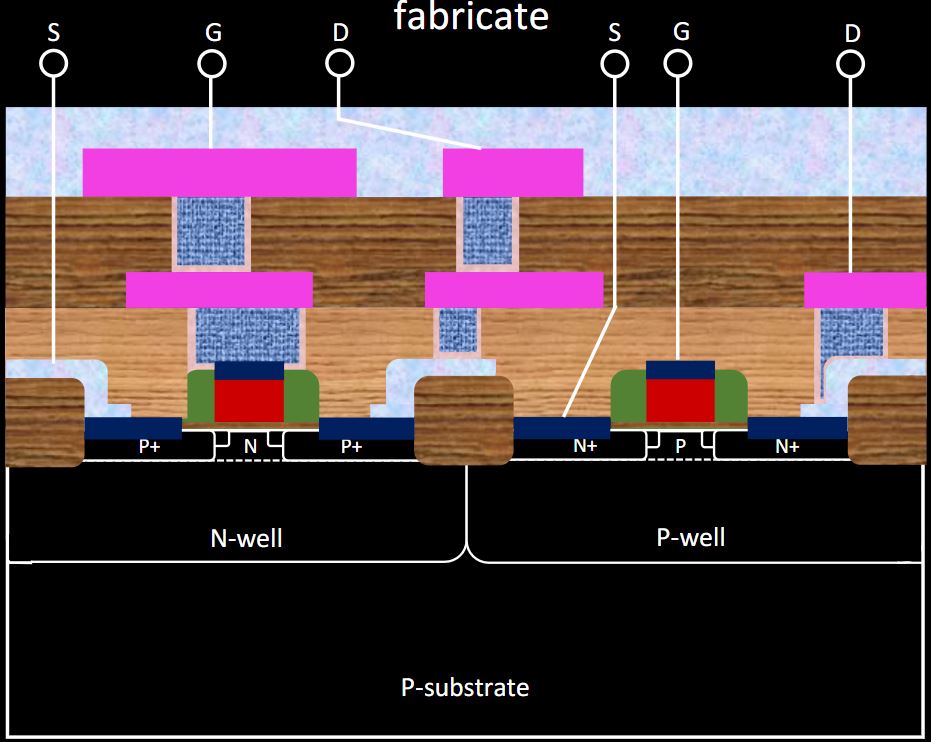 fabricate
S G D S G D
P+ N P+ N+ P N+
N-well P-well
P-substrate